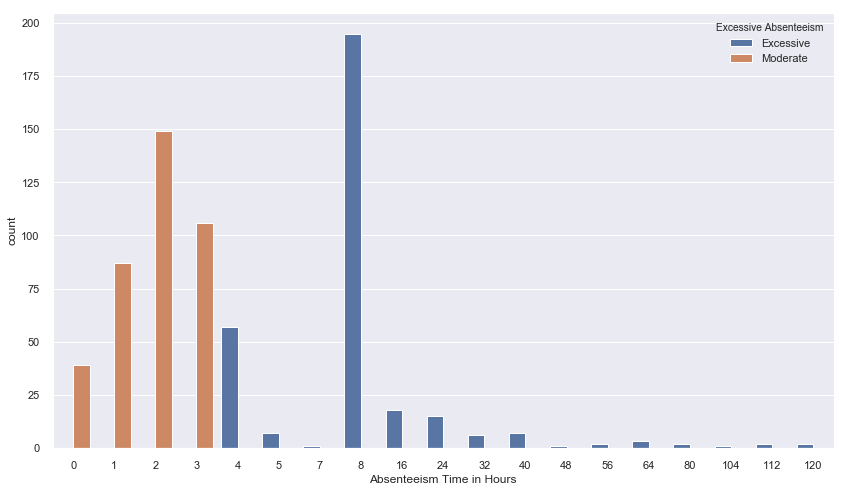 Excessive Absenteeism
Excessive
Moderate
200
175
150
125
100
75
50
25
0
count
0 1 2 3 4 5 7 8 16 24 32 40 48 56 64 80 104 112 120
Absenteeism Time in Hours